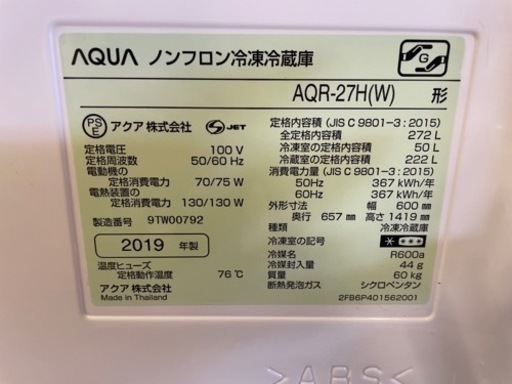 AQUA ノンフロン冷凍冷蔵庫
G
AQR-27H(W) 形
PSE アクア株式会社 S JET
定格電圧 100 V
定格周波数 50/60 Hz
電動機の
定格消費電力 70/75 W
電熱装置の
定格消費電力 130/130 W
製造番号 9TW00792
2019 年製
温度ヒューズ
定格動作温度 76℃
アクア株式会社
Made in Thailand
定格内容積 (JIS C 9801-3 : 2015)
全定格内容積 272 L
冷凍室の定格内容積 50 L
冷蔵室の定格内容積 222 L
消費電力量 (JIS C 9801-3 : 2015)
50Hz 367 kWh/年
60Hz 367 kWh/年
外形寸法 幅 600 mm
奥行 657 mm 高さ 1419 mm
種類 冷凍冷蔵庫
冷凍室の記号
冷媒名 R600a
冷媒封入量 44 g
質量 60 kg
断熱発泡ガス シクロペンタン
2FB6P401562001
>ABS<